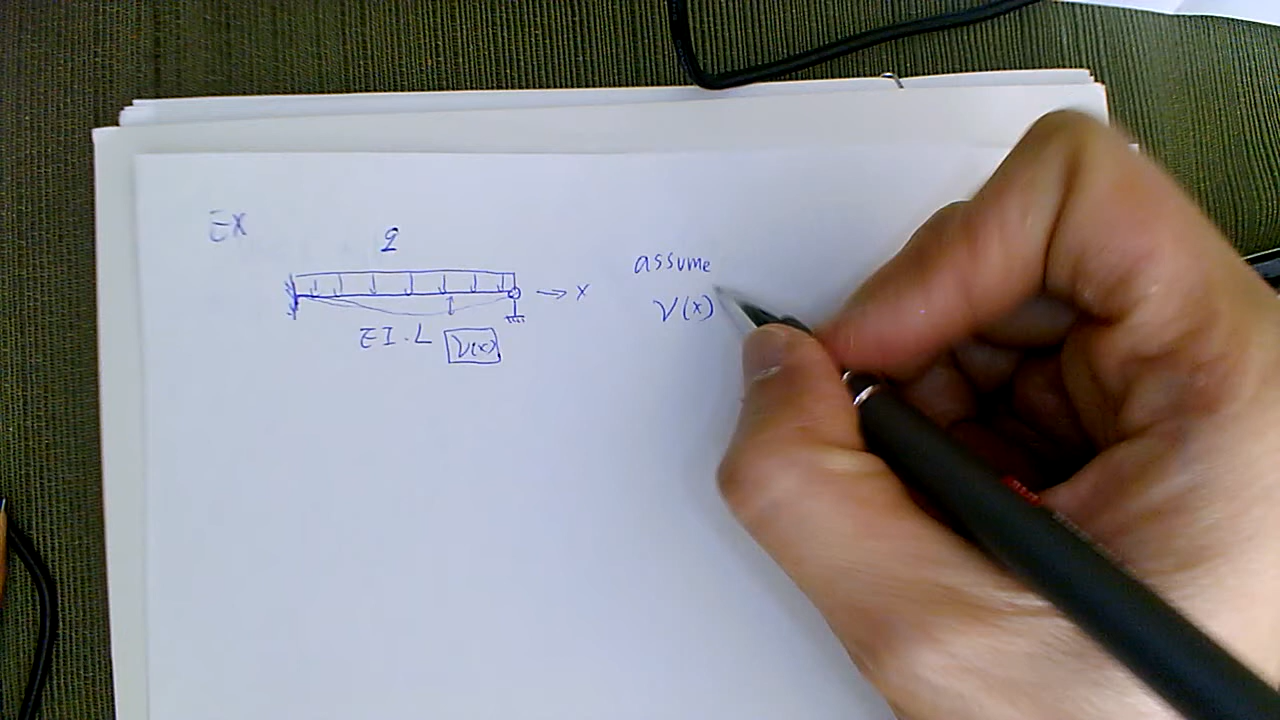 EX
q
→ x
EI.L
V(x)
assume
V(x)